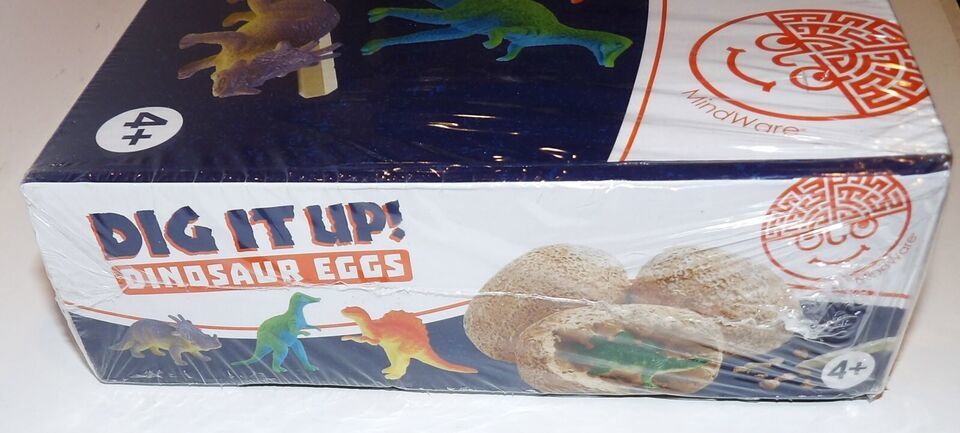 4+
MindWare®
DIG IT UP!
DINOSAUR EGGS
MindWare®
4+